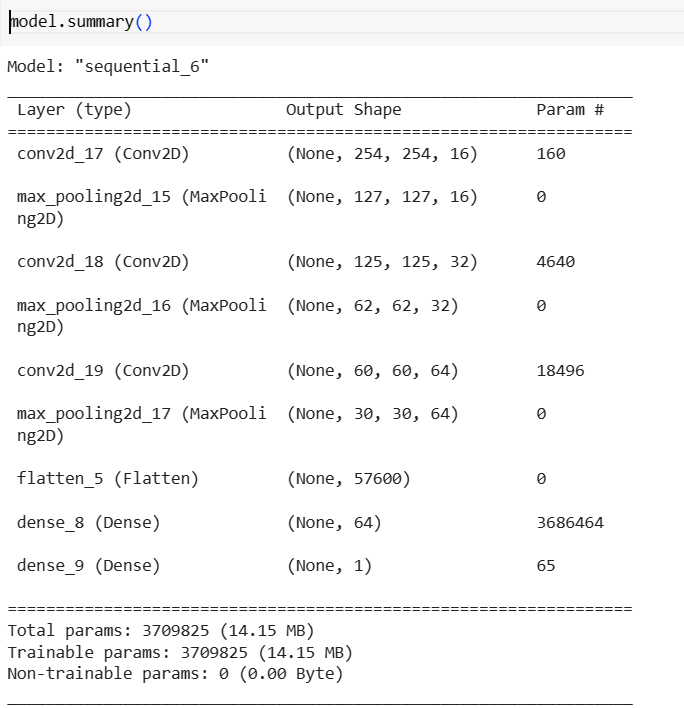 model.summary()
Model: "sequential_6"
Layer (type) Output Shape Param #
conv2d_17 (Conv2D) (None, 254, 254, 16) 160
max_pooling2d_15 (MaxPooli (None, 127, 127, 16) 0
ng2D)
conv2d_18 (Conv2D) (None, 125, 125, 32) 4640
max_pooling2d_16 (MaxPooli (None, 62, 62, 32) 0
ng2D)
conv2d_19 (Conv2D) (None, 60, 60, 64) 18496
max_pooling2d_17 (MaxPooli (None, 30, 30, 64) 0
ng2D)
flatten_5 (Flatten) (None, 57600) 0
dense_8 (Dense) (None, 64) 3686464
dense_9 (Dense) (None, 1) 65
Total params: 3709825 (14.15 MB)
Trainable params: 3709825 (14.15 MB)
Non-trainable params: 0 (0.00 Byte)